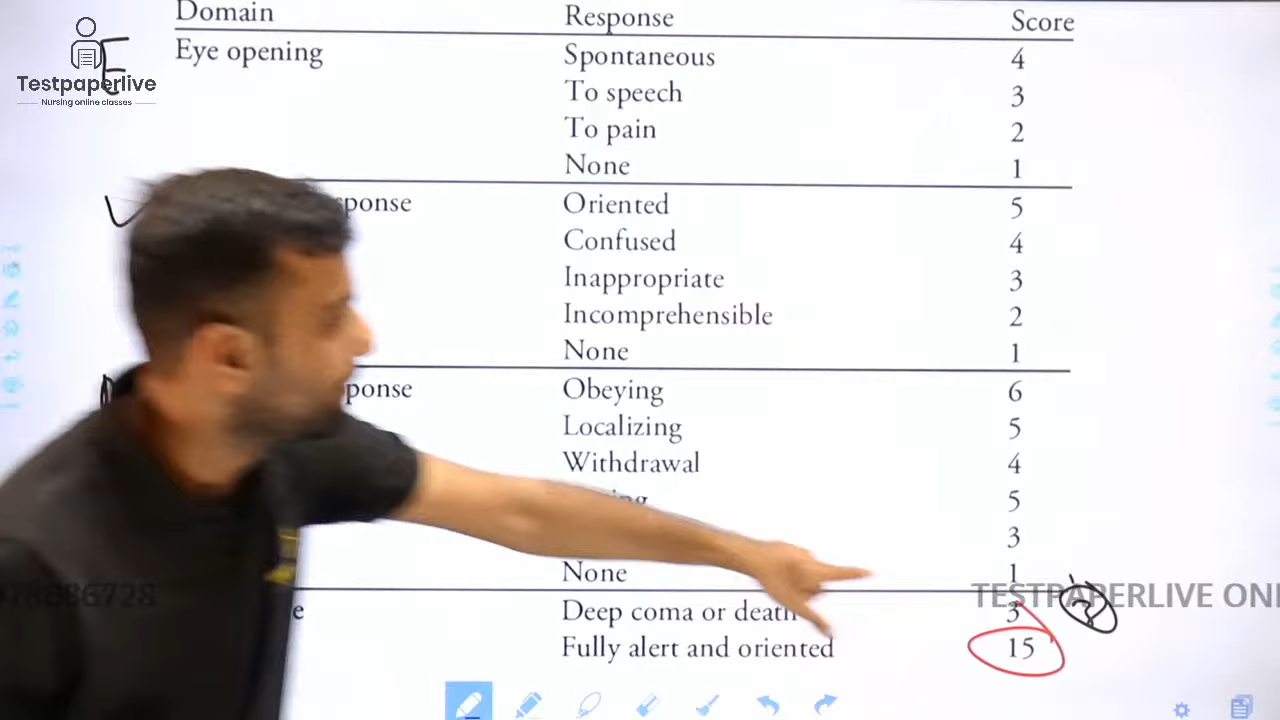 Domain Response Score
Eye opening Spontaneous 4
To speech 3
To pain 2
None 1
ponse Oriented 5
Confused 4
Inappropriate 3
Incomprehensible 2
None 1
ponse Obeying 6
Localizing 5
Withdrawal 4
5
3
None 1
Deep coma or death 3
Fully alert and oriented 15
E
Testpaperlive
Nursing online classes
TESTPAPERLIVE ONL
3